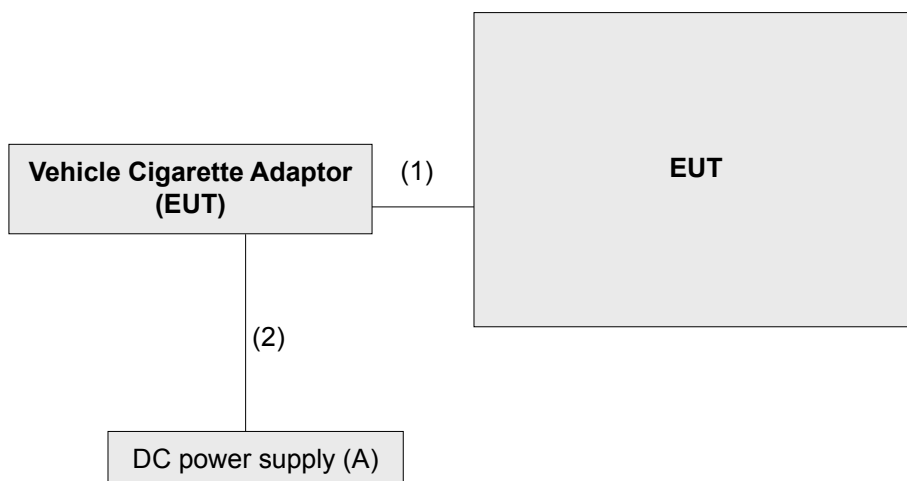 Vehicle Cigarette Adaptor
(EUT)
(1)
EUT
(2)
DC power supply (A)